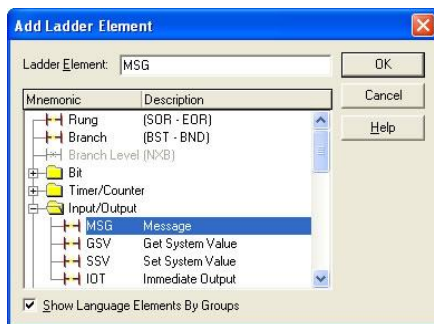 Add Ladder Element
Ladder Element: MSG
OK
Cancel
Help
Mnemonic Description
Rung (SOR - EOR)
Branch (BST - BND)
Branch Level (NXB)
Bit
Timer/Counter
Input/Output
MSG Message
GSV Get System Value
SSV Set System Value
IOT Immediate Output
Show Language Elements By Groups